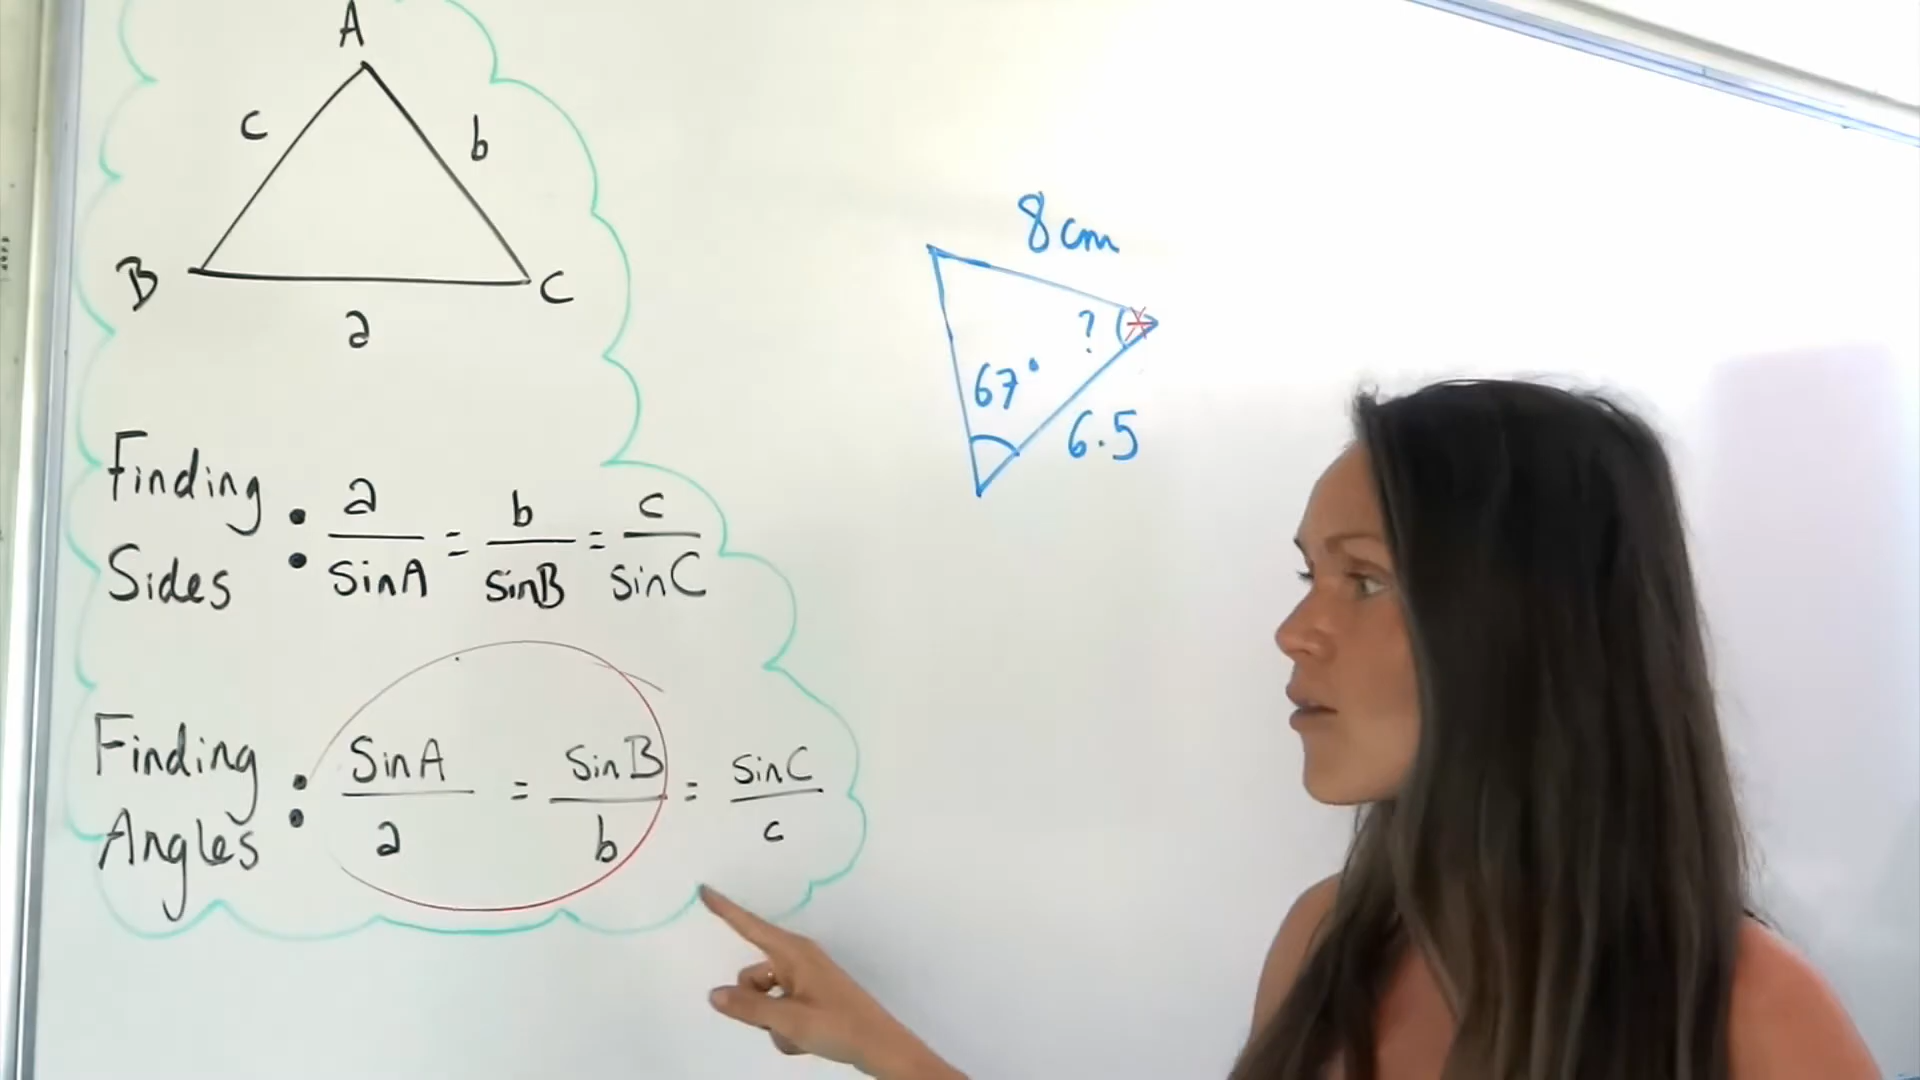 A
c
b
B
C
a
8cm
?
67°
6.5
Finding
Sides : a/sinA = b/sinB = c/sinC
Finding
Angles : SinA/a = sinB/b = sinC/c